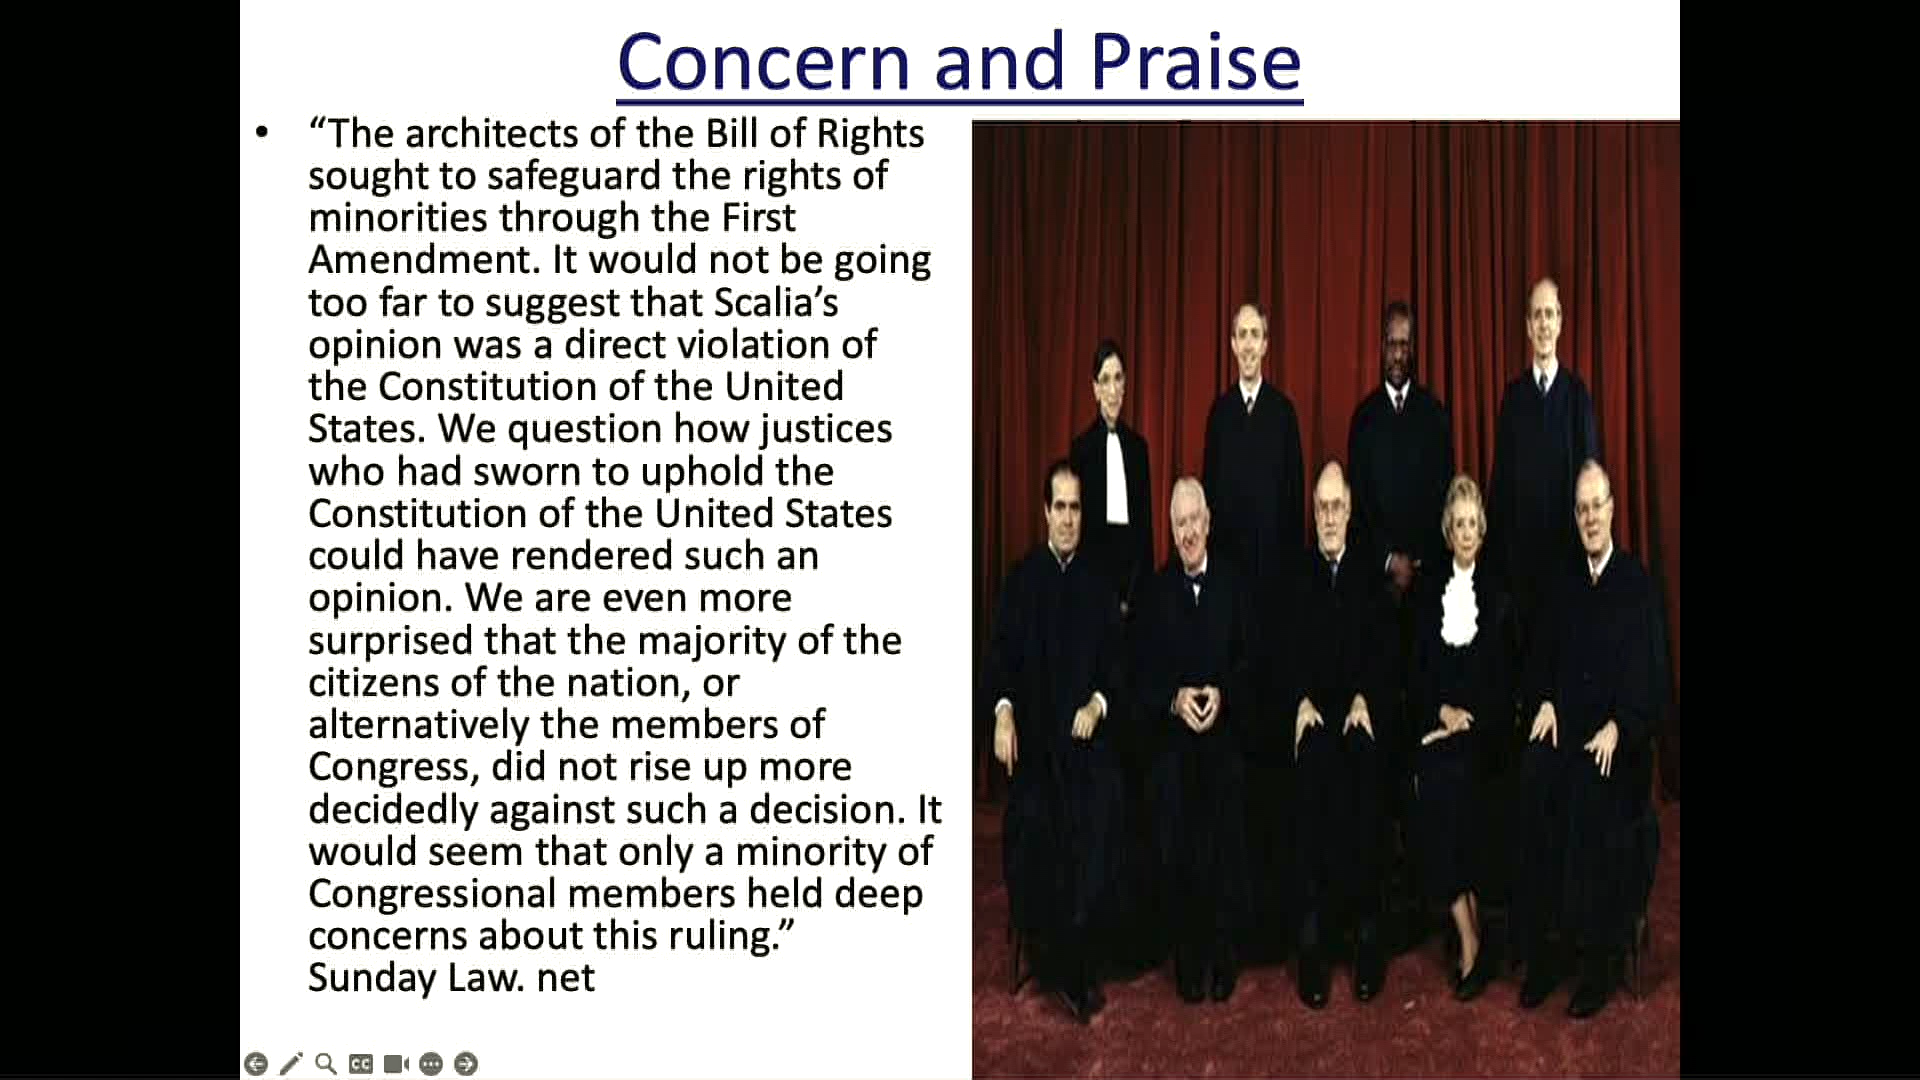 Concern and Praise
• “The architects of the Bill of Rights
sought to safeguard the rights of
minorities through the First
Amendment. It would not be going
too far to suggest that Scalia’s
opinion was a direct violation of
the Constitution of the United
States. We question how justices
who had sworn to uphold the
Constitution of the United States
could have rendered such an
opinion. We are even more
surprised that the majority of the
citizens of the nation, or
alternatively the members of
Congress, did not rise up more
decidedly against such a decision. It
would seem that only a minority of
Congressional members held deep
concerns about this ruling.”
Sunday Law. net
CC